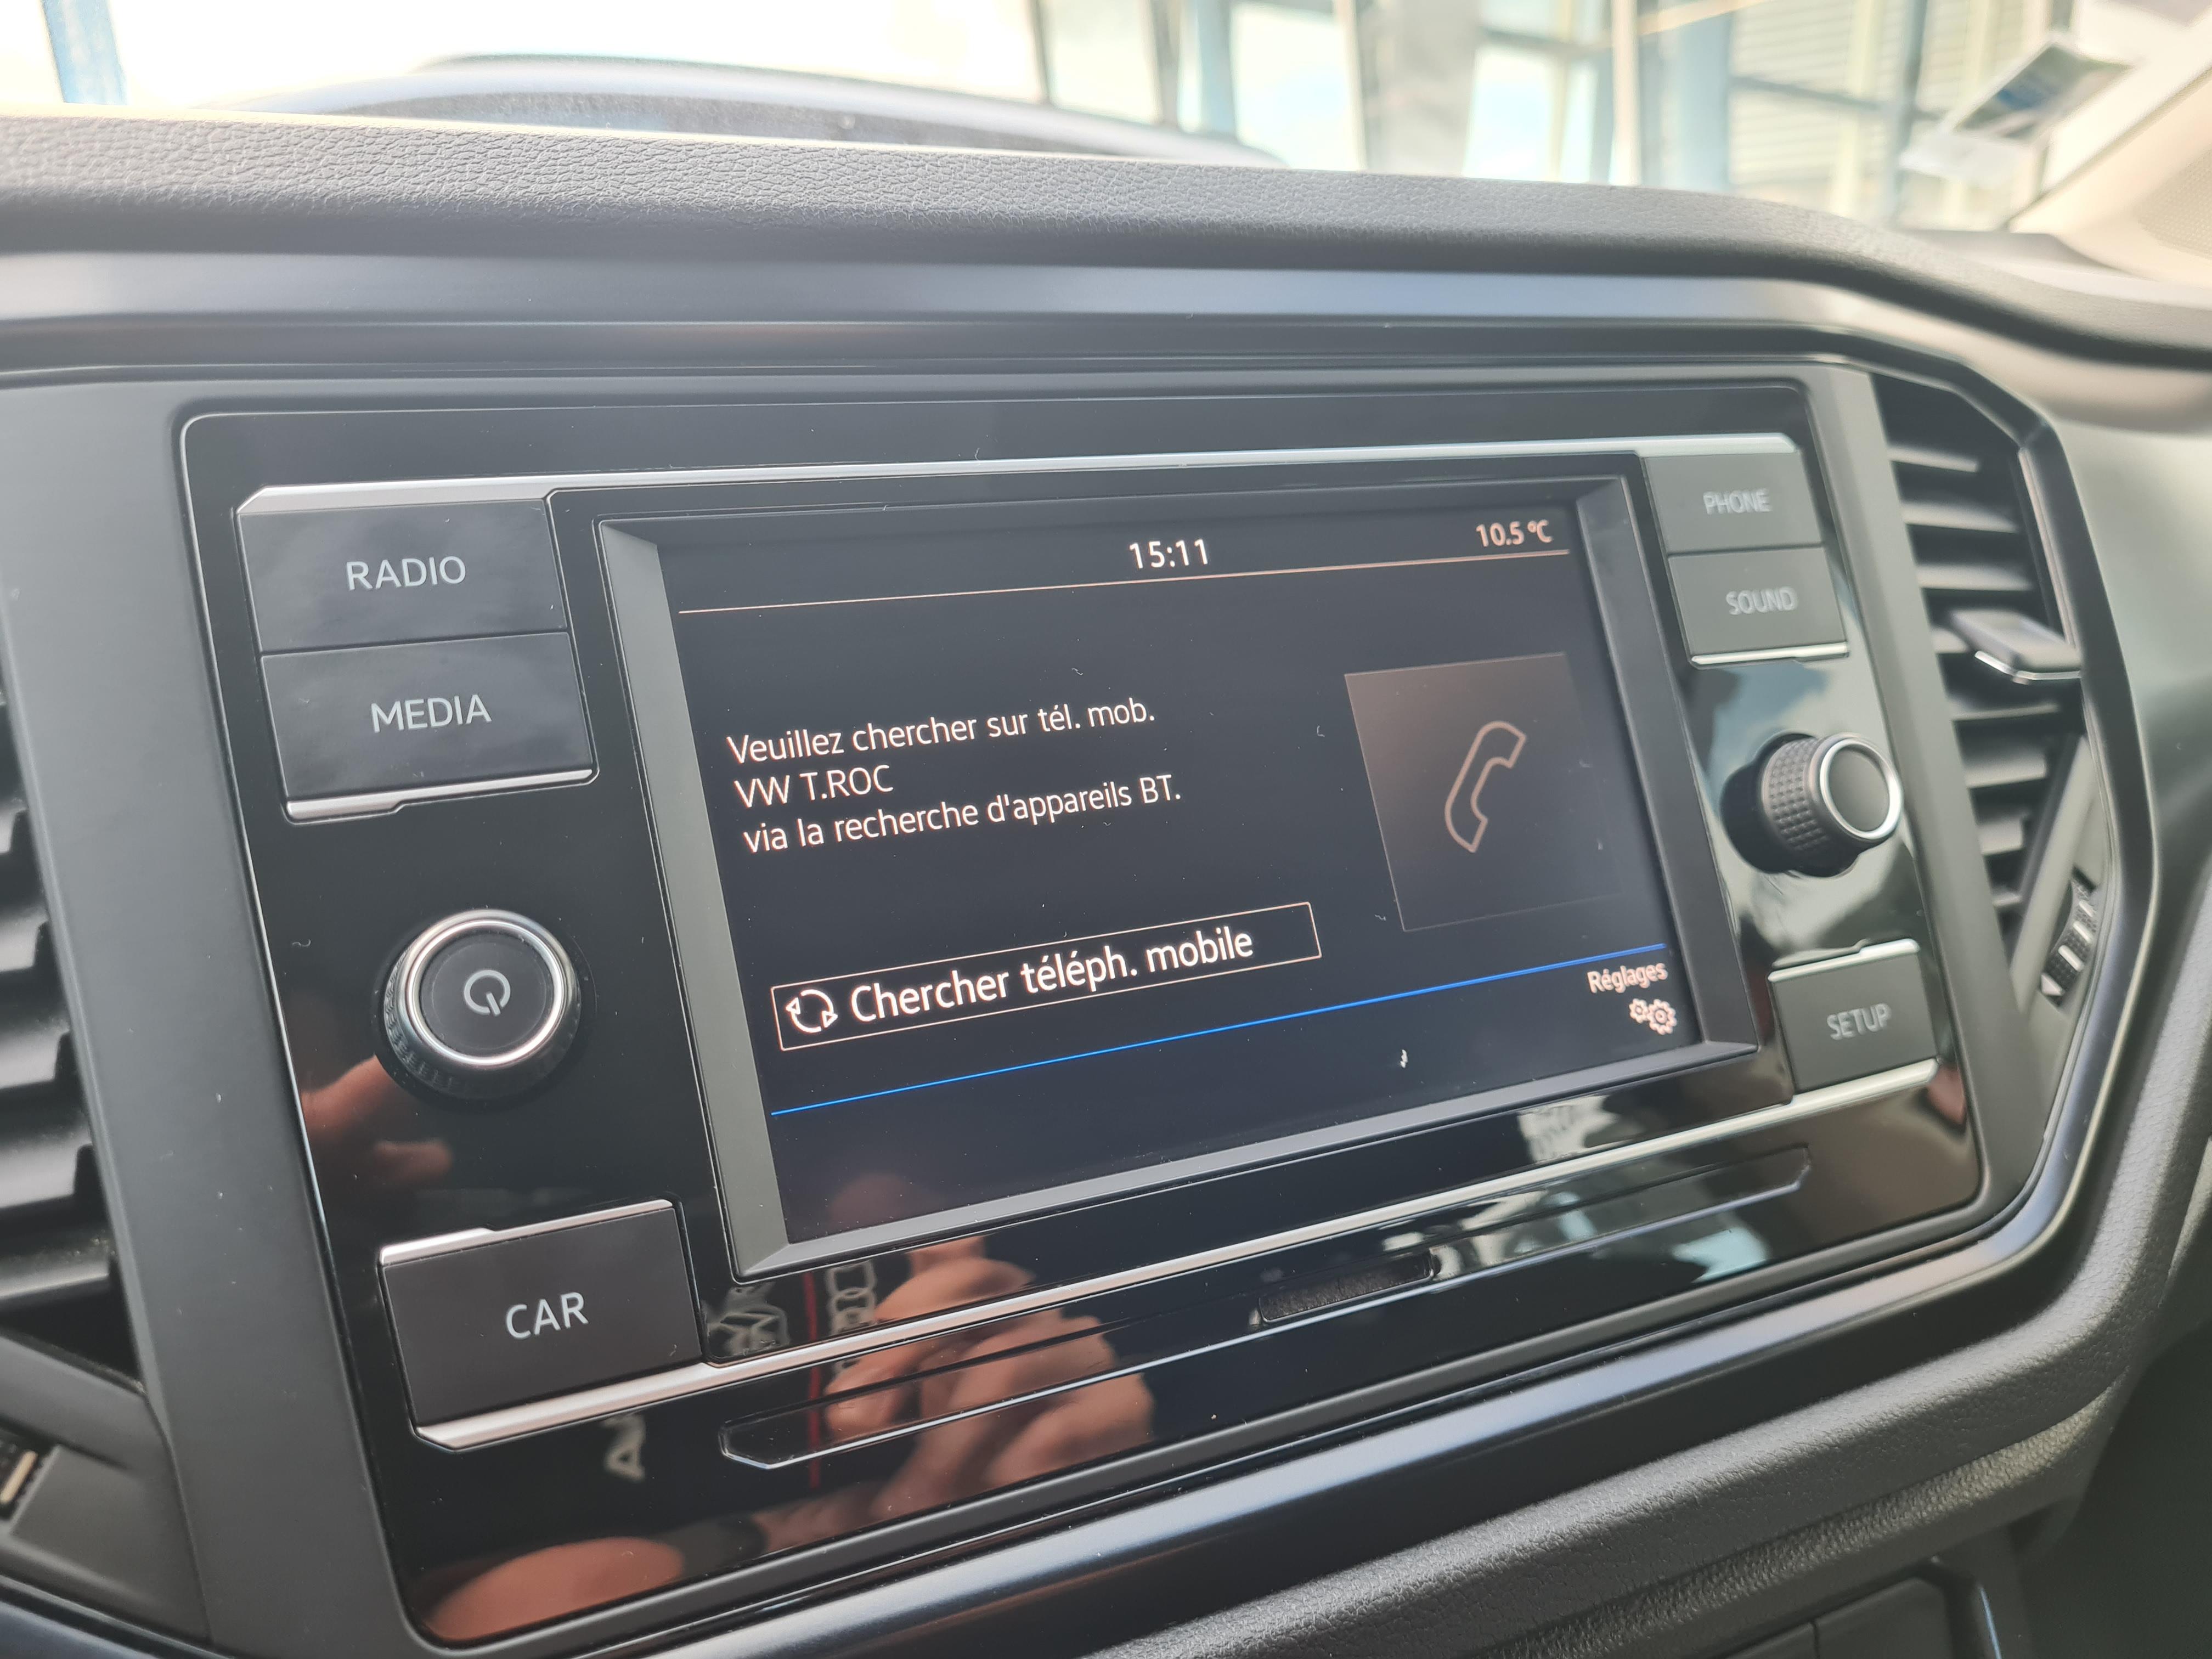 RADIO
MEDIA
CAR
15:11
10.5 °C
Veuillez chercher sur tél. mob.
VW T.ROC
via la recherche d'appareils BT.
Chercher téléph. mobile
Réglages
PHONE
SOUND
SETUP